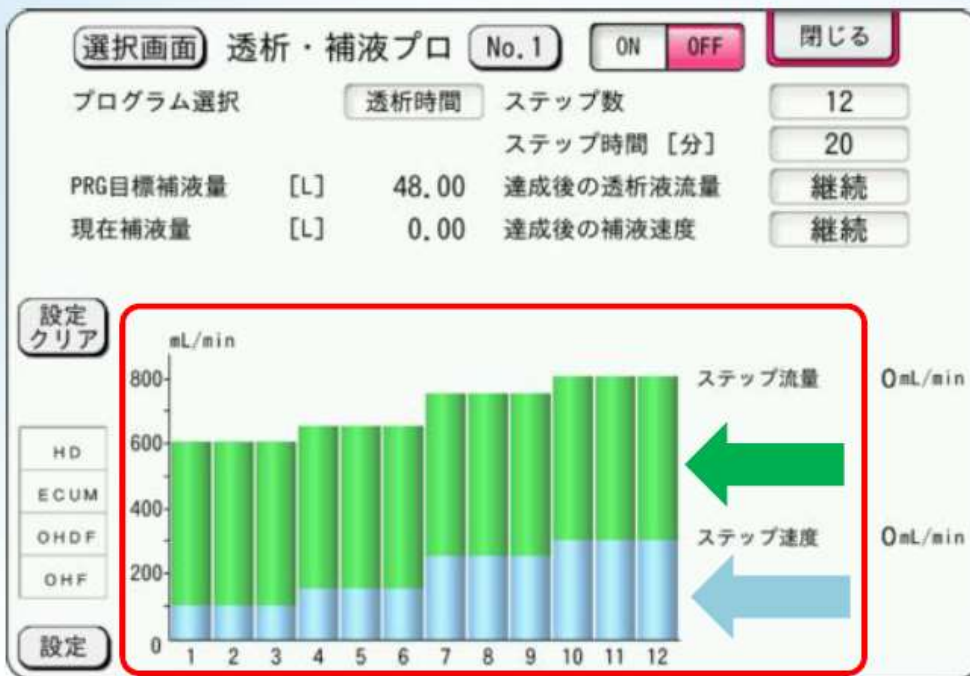 選択画面 透析・補液プロ No.1 ON OFF 閉じる
プログラム選択 透析時間 ステップ数 12
ステップ時間 [分] 20
PRG目標補液量 [L] 48.00 達成後の透析液流量 継続
現在補液量 [L] 0.00 達成後の補液速度 継続
設定
クリア
mL/min
800
600
400
200
0
1 2 3 4 5 6 7 8 9 10 11 12
ステップ流量 0mL/min
ステップ速度 0mL/min
HD
ECUM
OHDF
OHF
設定